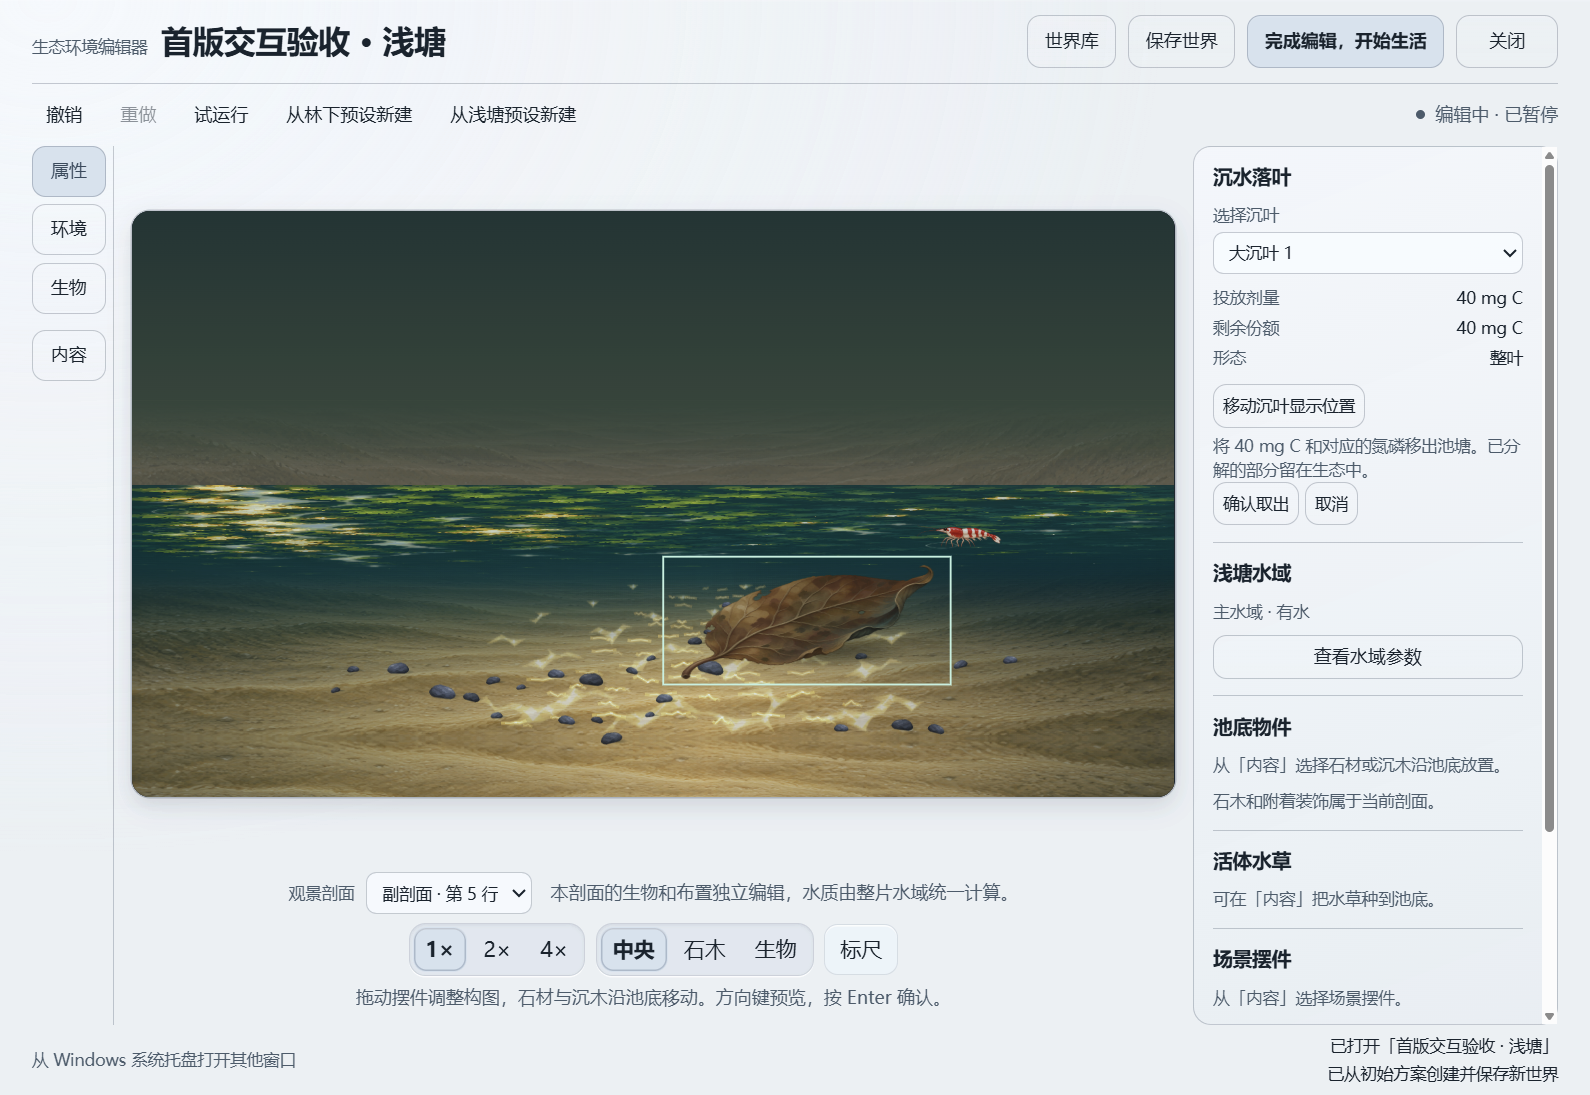 生态环境编辑器 首版交互验收 · 浅塘
世界库 保存世界 完成编辑，开始生活 关闭
撤销 重做 试运行 从林下预设新建 从浅塘预设新建
编辑中 · 已暂停
属性
环境
生物
内容
沉水落叶
选择沉叶
大沉叶 1
投放剂量 40 mg C
剩余份额 40 mg C
形态 整叶
移动沉叶显示位置
将 40 mg C 和对应的氮磷移出池塘。已分
解的部分留在生态中。
确认取出 取消
浅塘水域
主水域 · 有水
查看水域参数
池底物件
从「内容」选择石材或沉木沿池底放置。
石木和附着装饰属于当前剖面。
活体水草
可在「内容」把水草种到池底。
场景摆件
从「内容」选择场景摆件。
观景剖面 副剖面 · 第 5 行 本剖面的生物和布置独立编辑，水质由整片水域统一计算。
1× 2× 4× 中央 石木 生物 标尺
拖动摆件调整构图，石材与沉木沿池底移动。方向键预览，按 Enter 确认。
从 Windows 系统托盘打开其他窗口
已打开「首版交互验收 · 浅塘」
已从初始方案创建并保存新世界